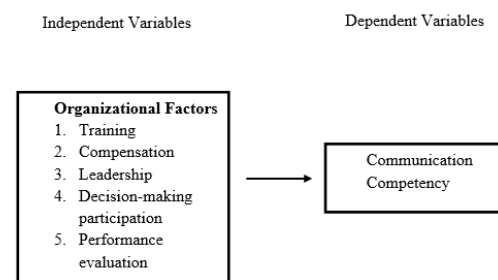 Independent Variables
Dependent Variables
Organizational Factors
1. Training
2. Compensation
3. Leadership
4. Decision-making
participation
5. Performance
evaluation
Communication
Competency